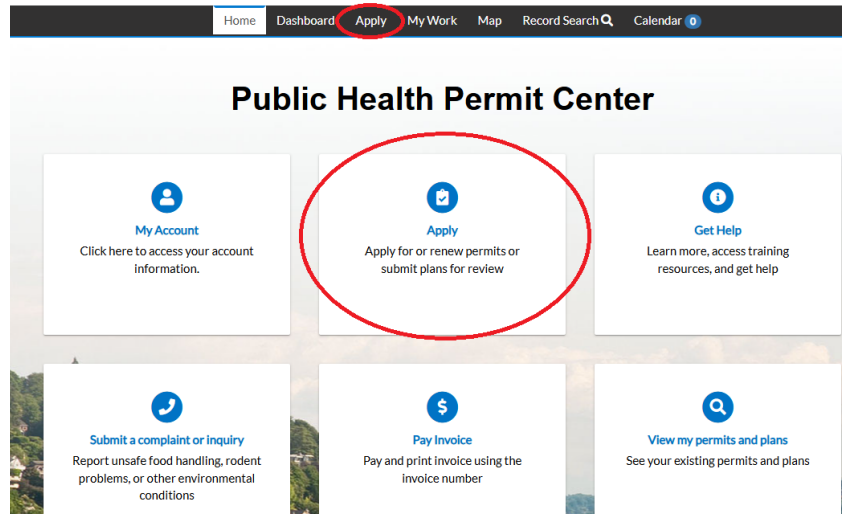 Home Dashboard Apply My Work Map Record Search Calendar 0
Public Health Permit Center
My Account
Click here to access your account
information.
Apply
Apply for or renew permits or
submit plans for review
Get Help
Learn more, access training
resources, and get help
Submit a complaint or inquiry
Report unsafe food handling, rodent
problems, or other environmental
conditions
Pay Invoice
Pay and print invoice using the
invoice number
View my permits and plans
See your existing permits and plans